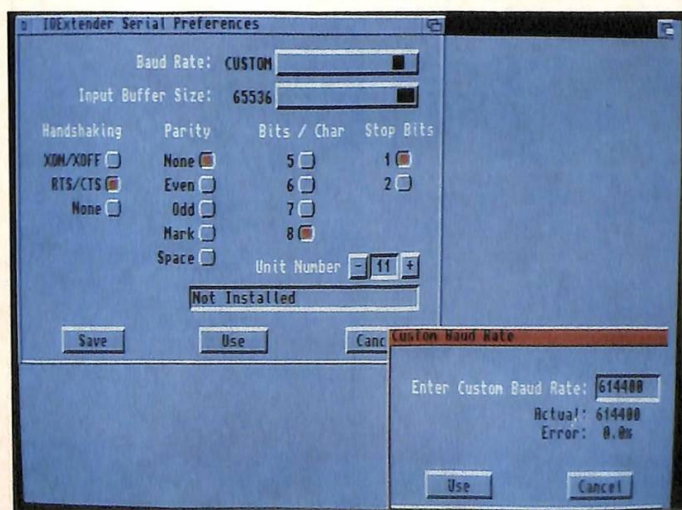 IOExtender Serial Preferences
Baud Rate: CUSTOM
Input Buffer Size: 65536
Handshaking Parity Bits / Char Stop Bits
XON/XOFF None 5 1
RTS/CTS Even 6 2
None Odd 7
Mark 8
Space
Unit Number - 11 +
Not Installed
Save Use Canc
Custom Baud Rate
Enter Custom Baud Rate: 614400
Actual: 614400
Error: 0.0%
Use Cancel